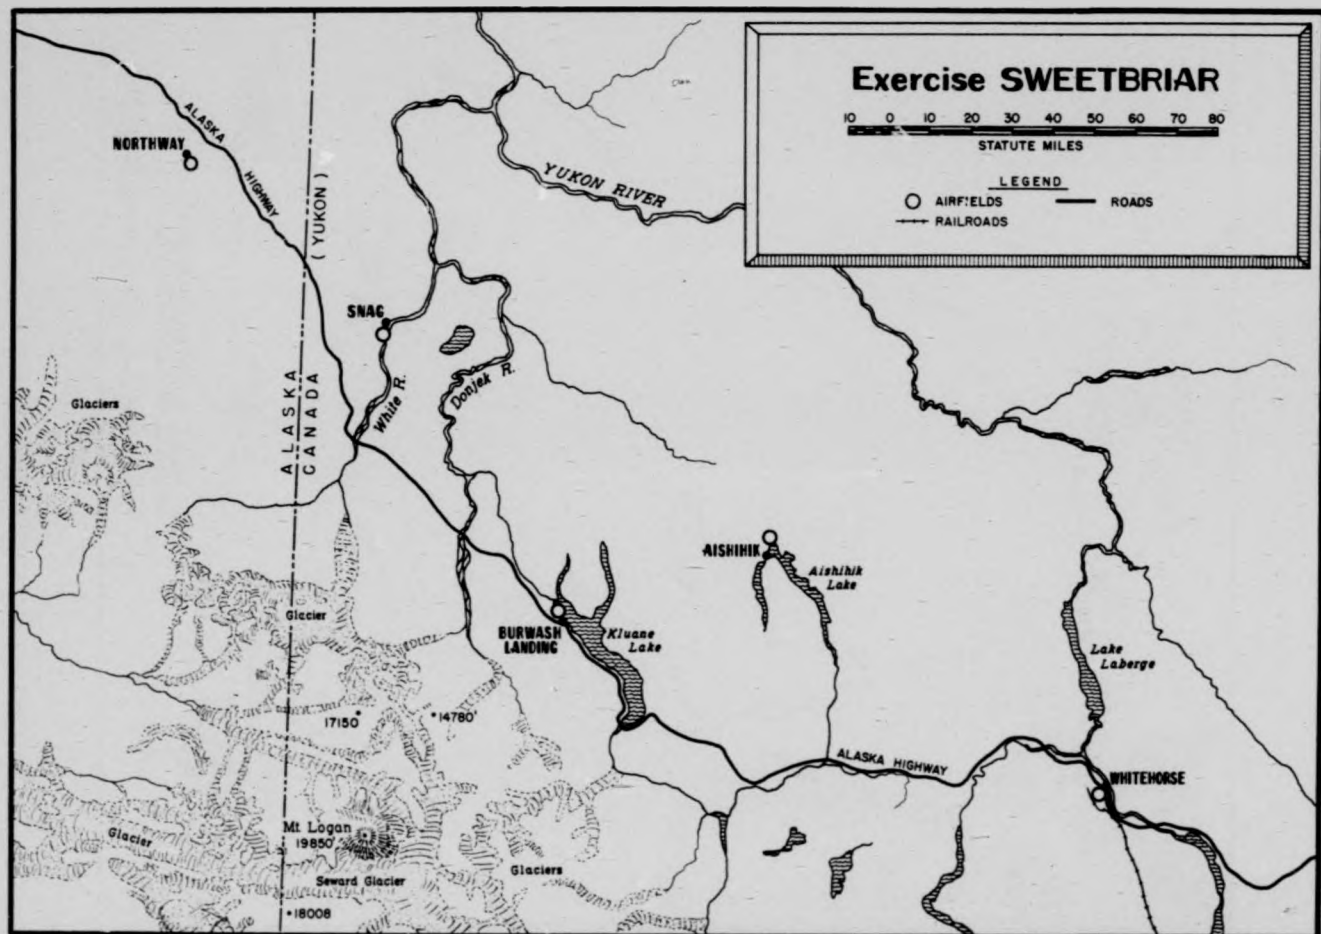 Exercise SWEETBRIAR
10 0 10 20 30 40 50 60 70 80
STATUTE MILES
LEGEND
AIRFIELDS
ROADS
RAILROADS
ALASKA
HIGHWAY
NORTHWAY
(YUKON)
YUKON RIVER
SNAG
ALASKA
CANADA
White R.
Donjek R.
Glaciers
AISHIHIK
Aishihik
Lake
Glacier
BURWASH
LANDING
Kluane
Lake
Lake
Laberge
17150'
14780'
ALASKA HIGHWAY
WHITEHORSE
Mt. Logan
19850'
Glacier
Glaciers
Seward Glacier
18008